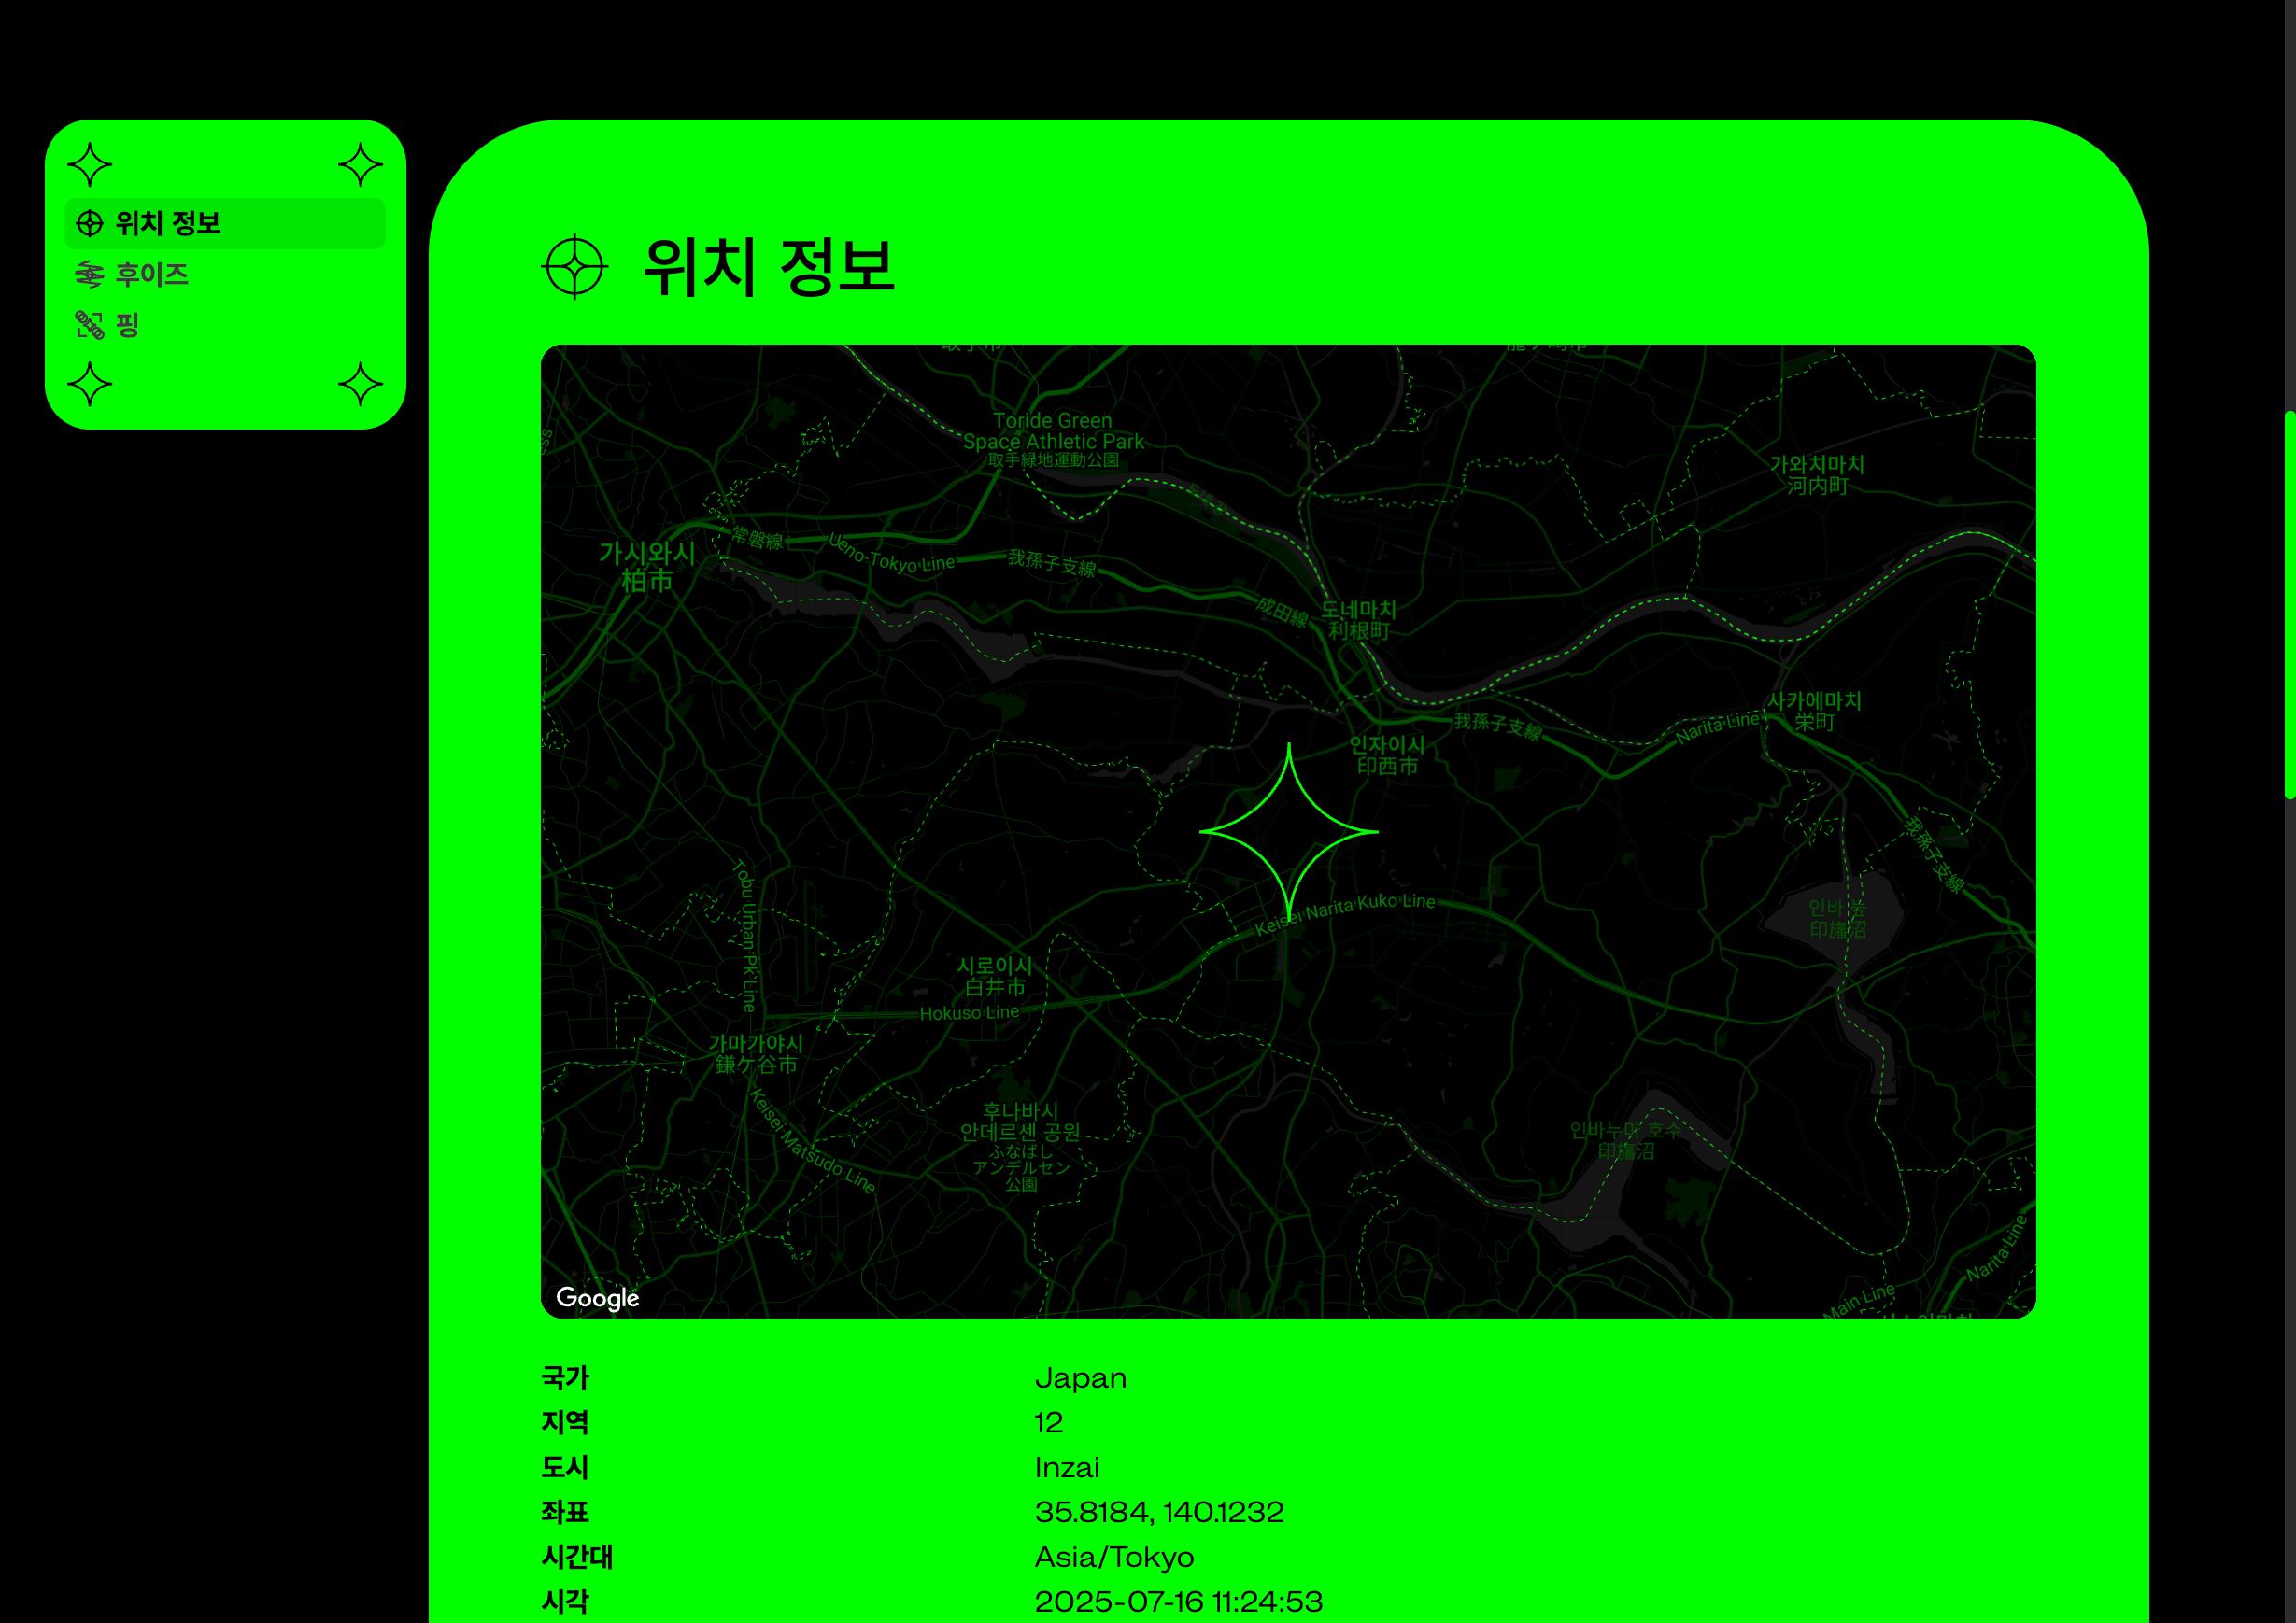 위치 정보
후이즈
핑
위치 정보
Toride Green
Space Athletic Park
取手緑地運動公園
가와치마치
河内町
가시와시
柏市
常磐線
Ueno-Tokyo Line
我孫子支線
成田線
도네마치
利根町
사카에마치
栄町
我孫子支線
Narita Line
인자이시
印西市
我孫子支線
Tobu Urban Pk Line
Keisei Narita Kuko Line
인바 늪
印旛沼
시로이시
白井市
Hokuso Line
가마가야시
鎌ケ谷市
Keisei Matsudo Line
후나바시
안데르센 공원
ふなばし
アンデルセン
公園
인바누마 호수
印旛沼
Narita Line
Main Line
Google
국가 Japan
지역 12
도시 Inzai
좌표 35.8184, 140.1232
시간대 Asia/Tokyo
시각 2025-07-16 11:24:53